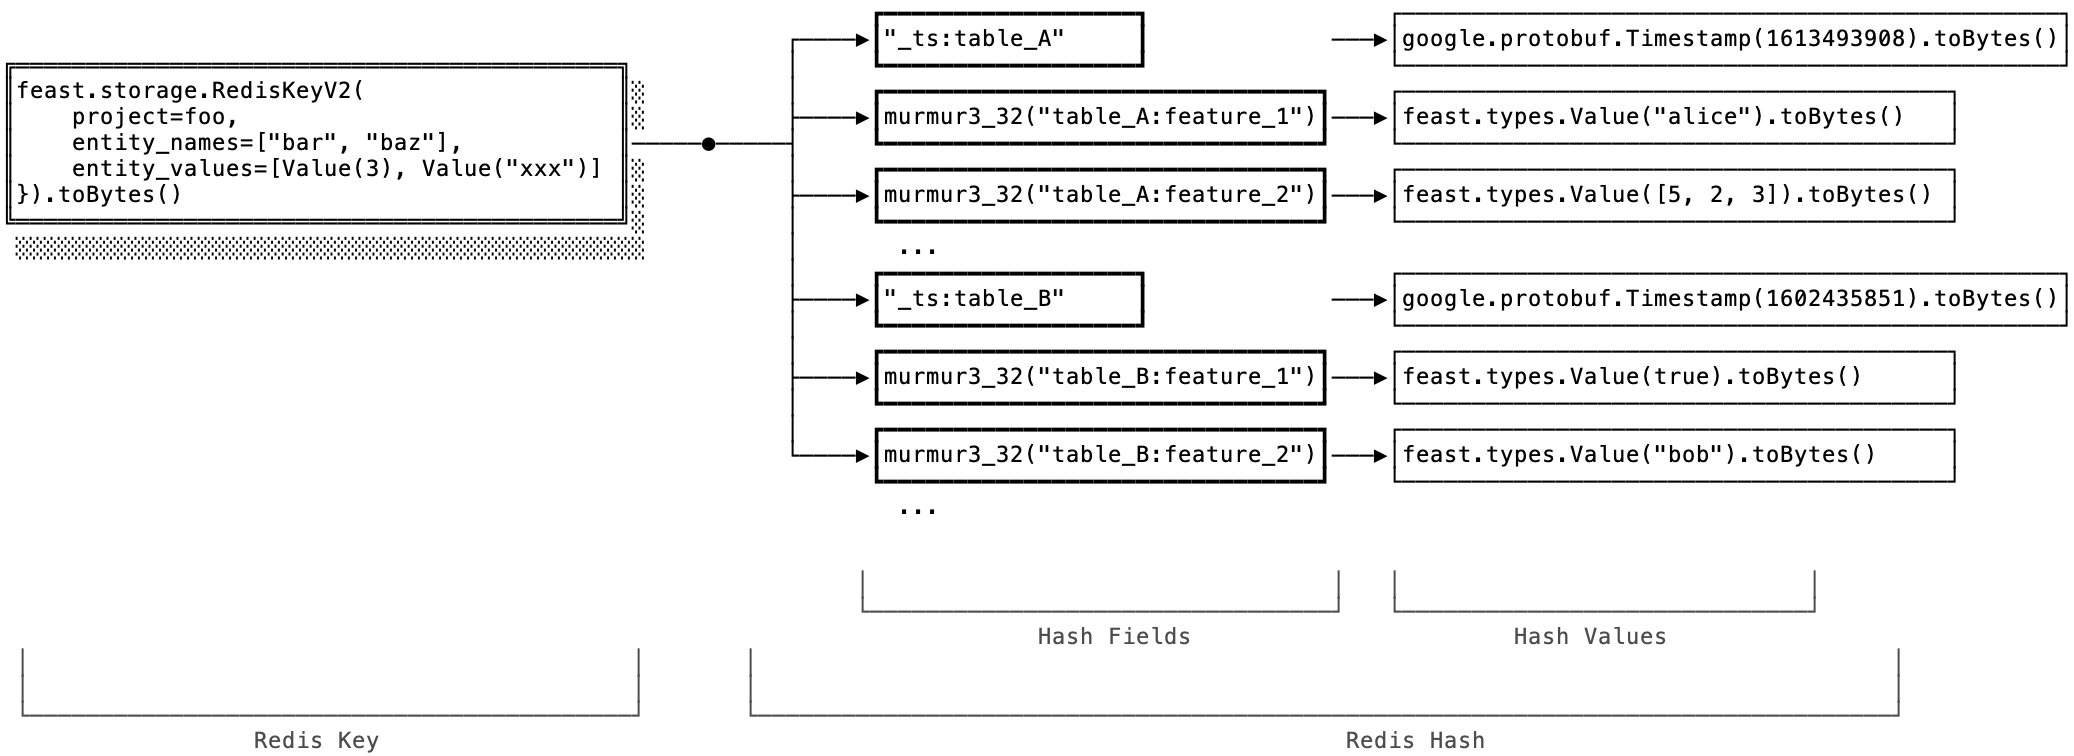 feast.storage.RedisKeyV2(
    project=foo,
    entity_names=["bar", "baz"],
    entity_values=[Value(3), Value("xxx")]
}).toBytes()
"_ts:table_A"
google.protobuf.Timestamp(1613493908).toBytes()
murmur3_32("table_A:feature_1")
feast.types.Value("alice").toBytes()
murmur3_32("table_A:feature_2")
feast.types.Value([5, 2, 3]).toBytes()
...
"_ts:table_B"
google.protobuf.Timestamp(1602435851).toBytes()
murmur3_32("table_B:feature_1")
feast.types.Value(true).toBytes()
murmur3_32("table_B:feature_2")
feast.types.Value("bob").toBytes()
...
Hash Fields
Hash Values
Redis Key
Redis Hash